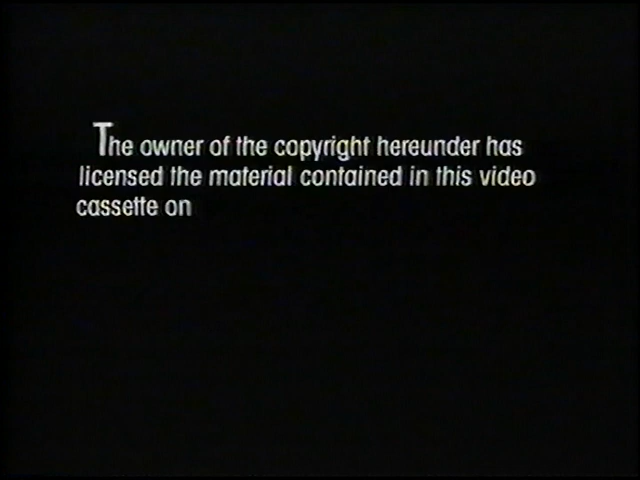 The owner of the copyright hereunder has
licensed the material contained in this video
cassette on